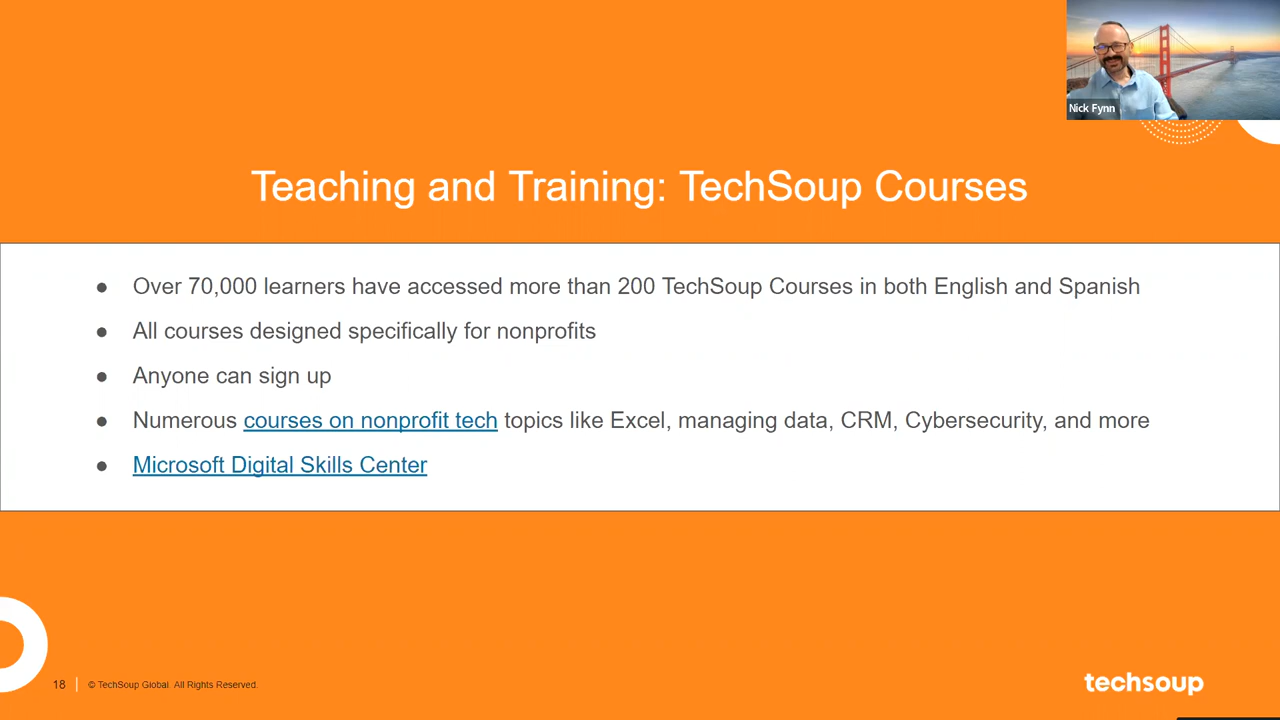 Nick Fynn
Teaching and Training: TechSoup Courses
● Over 70,000 learners have accessed more than 200 TechSoup Courses in both English and Spanish
● All courses designed specifically for nonprofits
● Anyone can sign up
● Numerous courses on nonprofit tech topics like Excel, managing data, CRM, Cybersecurity, and more
● Microsoft Digital Skills Center
18 | © TechSoup Global. All Rights Reserved.
techsoup